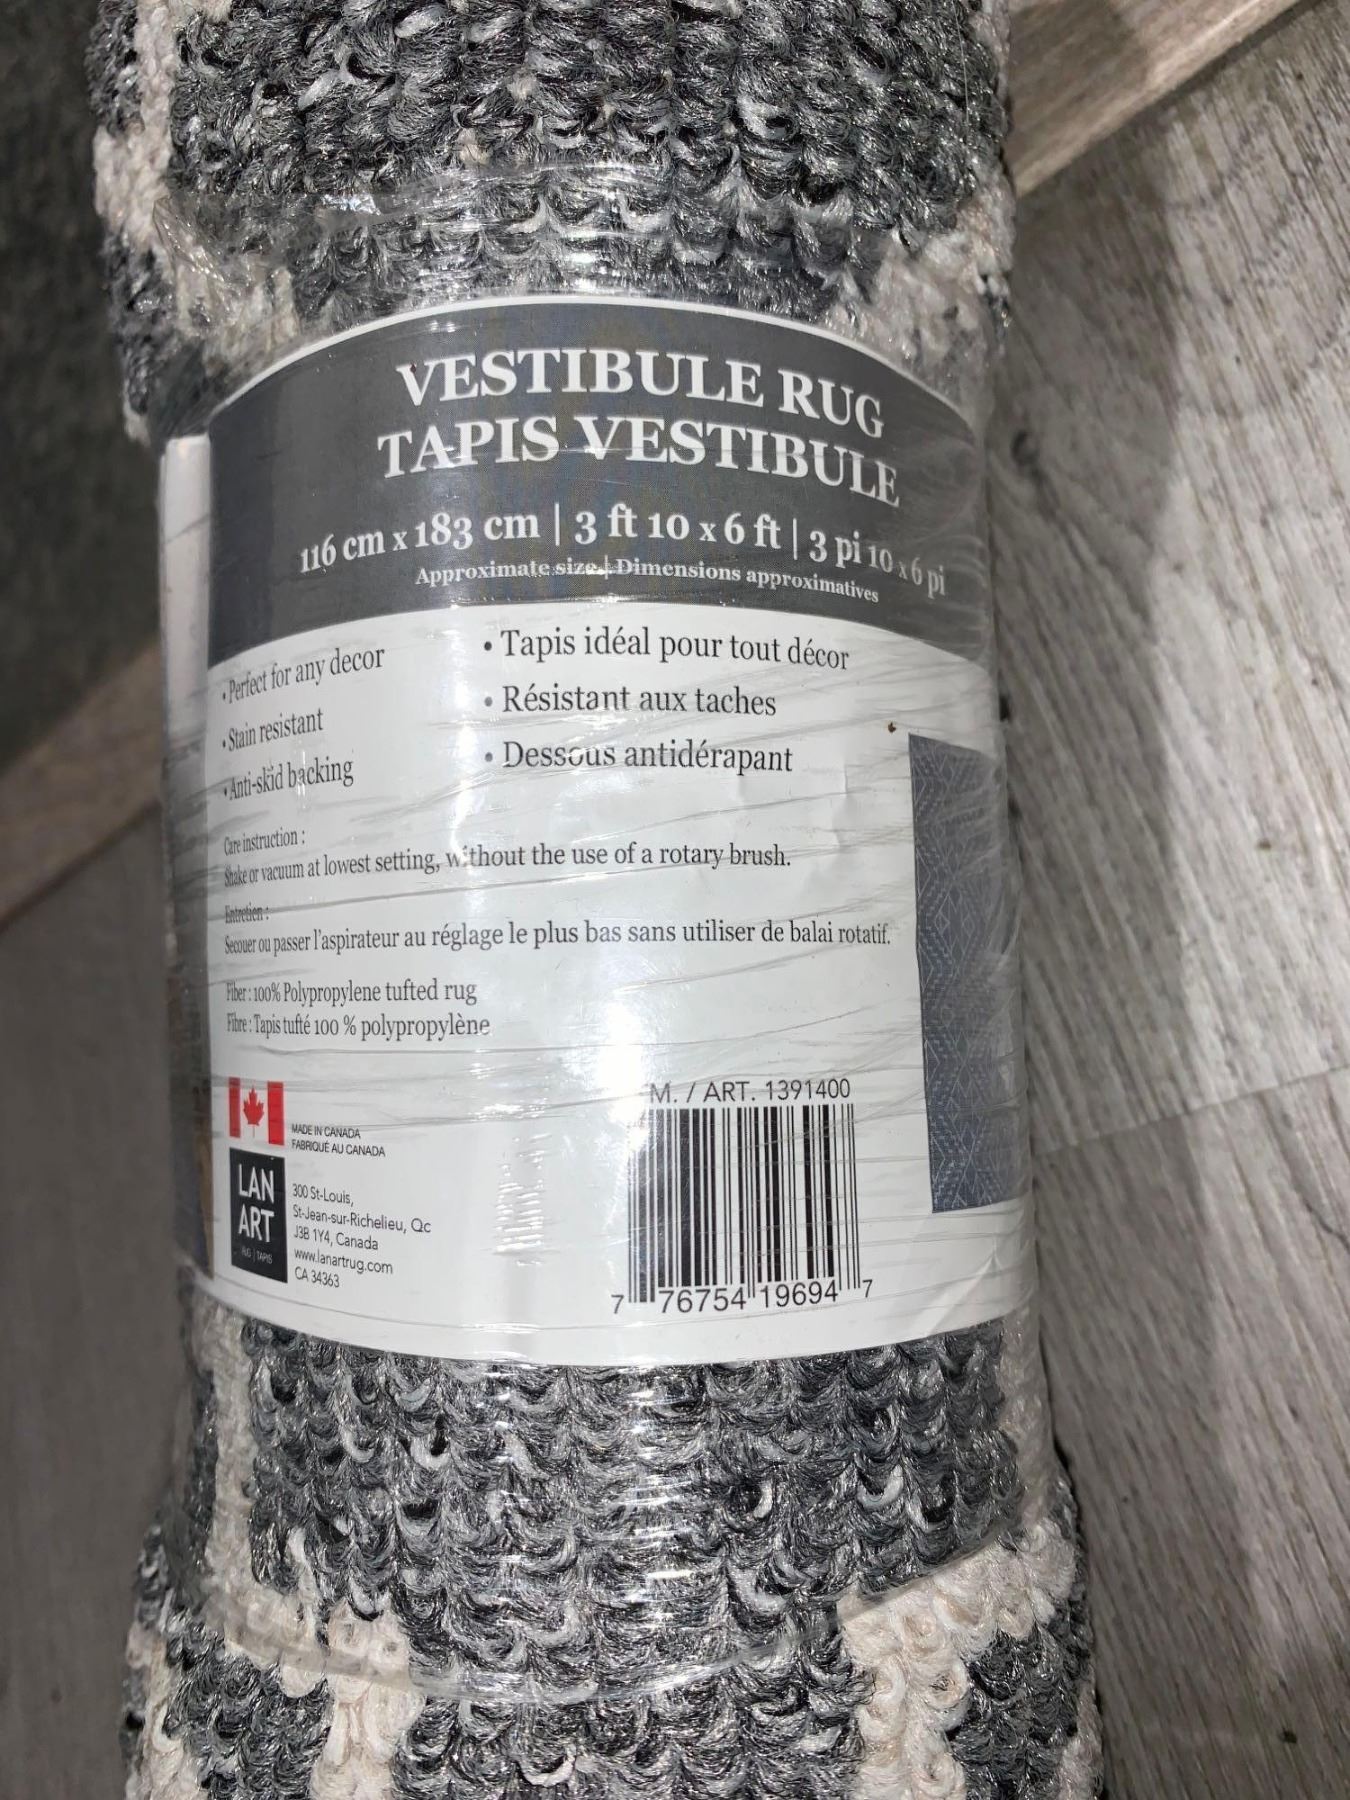 VESTIBULE RUG
TAPIS VESTIBULE
116 cm x 183 cm | 3 ft 10 x 6 ft | 3 pi 10 x 6 pi
Approximate size | Dimensions approximatives
• Perfect for any decor
• Stain resistant
• Anti-skid backing
• Tapis idéal pour tout décor
• Résistant aux taches
• Dessous antidérapant
Care instruction :
Shake or vacuum at lowest setting, without the use of a rotary brush.
Entretien :
Secouer ou passer l'aspirateur au réglage le plus bas sans utiliser de balai rotatif.
Fiber : 100% Polypropylene tufted rug
Fibre : Tapis tufté 100 % polypropylène
MADE IN CANADA
FABRIQUÉ AU CANADA
LAN
ART
RUG | TAPIS
300 St-Louis,
St-Jean-sur-Richelieu, Qc
J3B 1Y4, Canada
www.lanartrug.com
CA 34363
M. / ART. 1391400
7 76754 19694 7